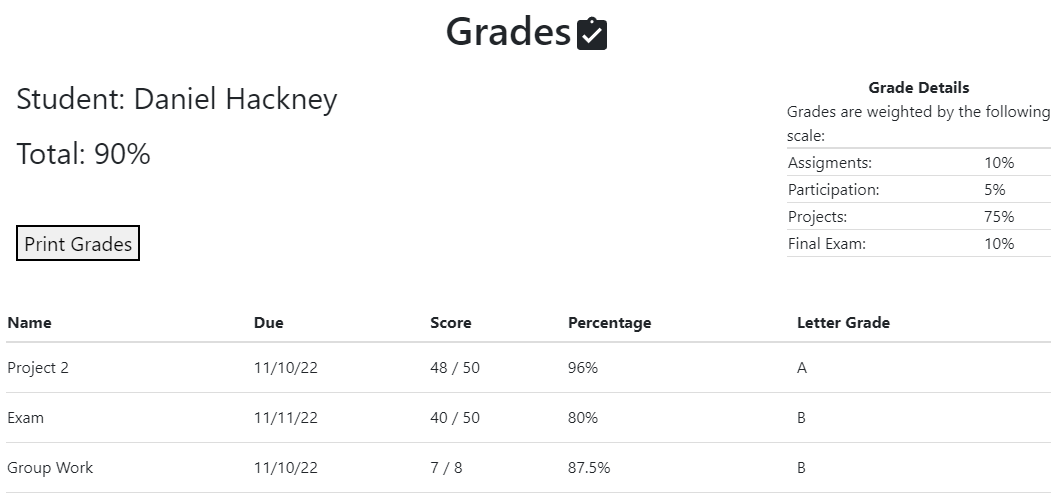 Grades
Student: Daniel Hackney
Total: 90%
Print Grades
Grade Details
Grades are weighted by the following
scale:
Assigments: 10%
Participation: 5%
Projects: 75%
Final Exam: 10%
Name Due Score Percentage Letter Grade
Project 2 11/10/22 48 / 50 96% A
Exam 11/11/22 40 / 50 80% B
Group Work 11/10/22 7 / 8 87.5% B